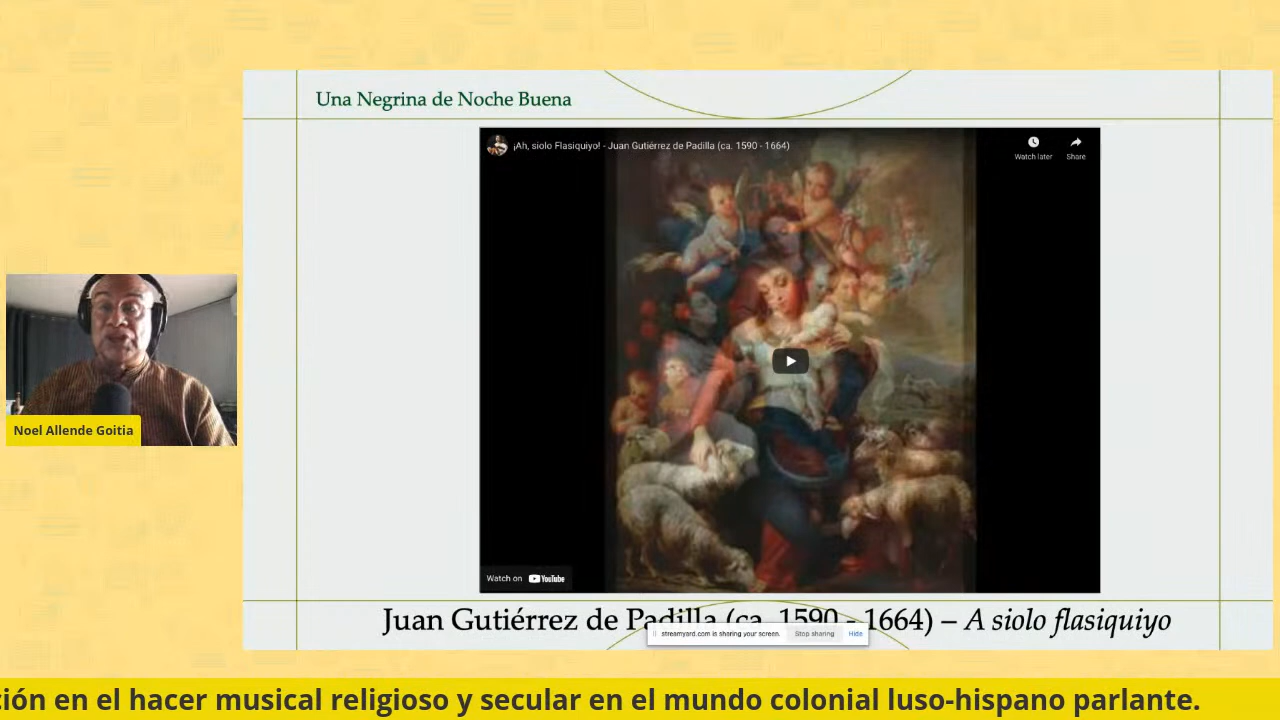 Una Negrina de Noche Buena
¡Ah, siolo Flasiquiyo! - Juan Gutiérrez de Padilla (ca. 1590 - 1664)
Watch later
Share
Noel Allende Goitia
Watch on YouTube
Juan Gutiérrez de Padilla (ca. 1590 - 1664) – A siolo flasiquiyo
streamyard.com is sharing your screen. Stop sharing Hide
ción en el hacer musical religioso y secular en el mundo colonial luso-hispano parlante.